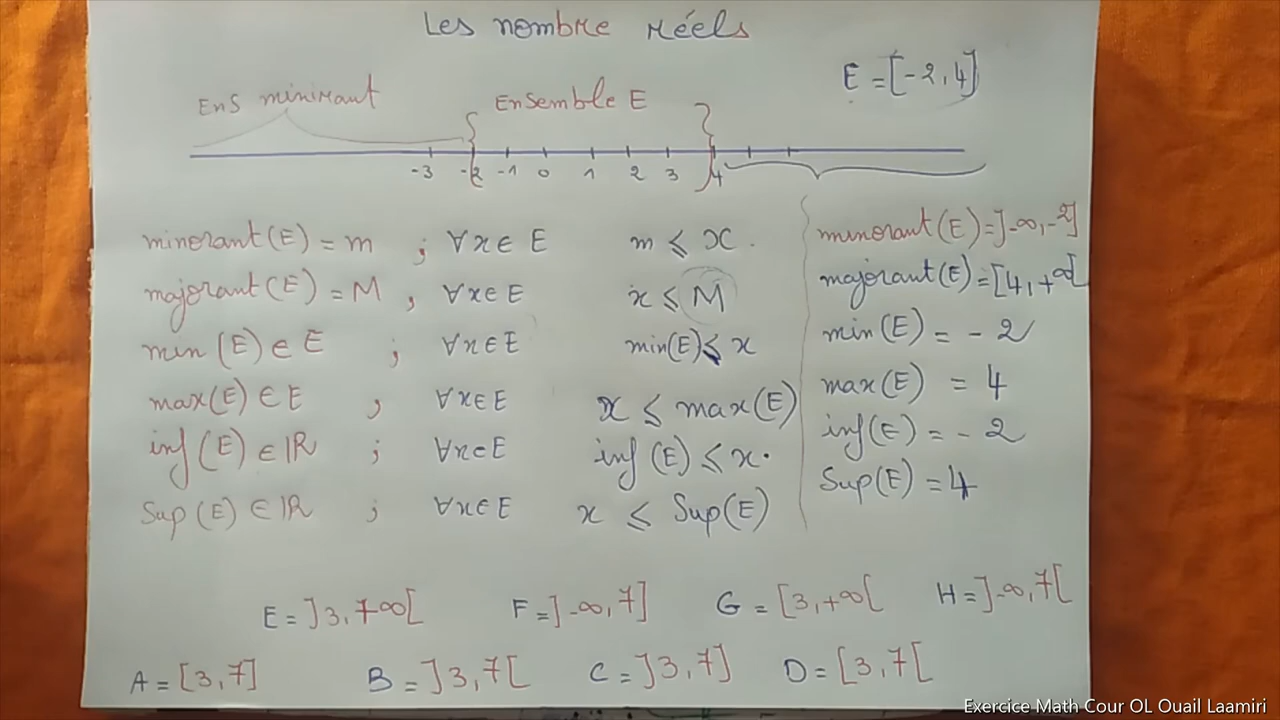 Les nombre réels
E = [-2, 4]
Ens minirant
Ensemble E
-3 -2 -1 0 1 2 3 4
minorant(E) = m ; ∀x∈E m ⩽ x.
majorant(E) = M , ∀x∈E x ⩽ M
min(E) ∈ E ; ∀x∈E min(E) ⩽ x
max(E) ∈ E , ∀x∈E x ⩽ max(E)
inf(E) ∈ IR ; ∀x∈E inf(E) ⩽ x.
Sup(E) ∈ IR ; ∀x∈E x ⩽ Sup(E)
minorant(E)=]-∞,-2]
majorant(E)=[4,+∞[
min(E) = -2
max(E) = 4
inf(E) = -2
Sup(E) = 4
E = ]3,+∞[ F = ]-∞,7] G = [3,+∞[ H = ]-∞,7[
A = [3,7] B = ]3,7[ C = ]3,7] D = [3,7[
Exercice Math Cour OL Ouail Laamiri